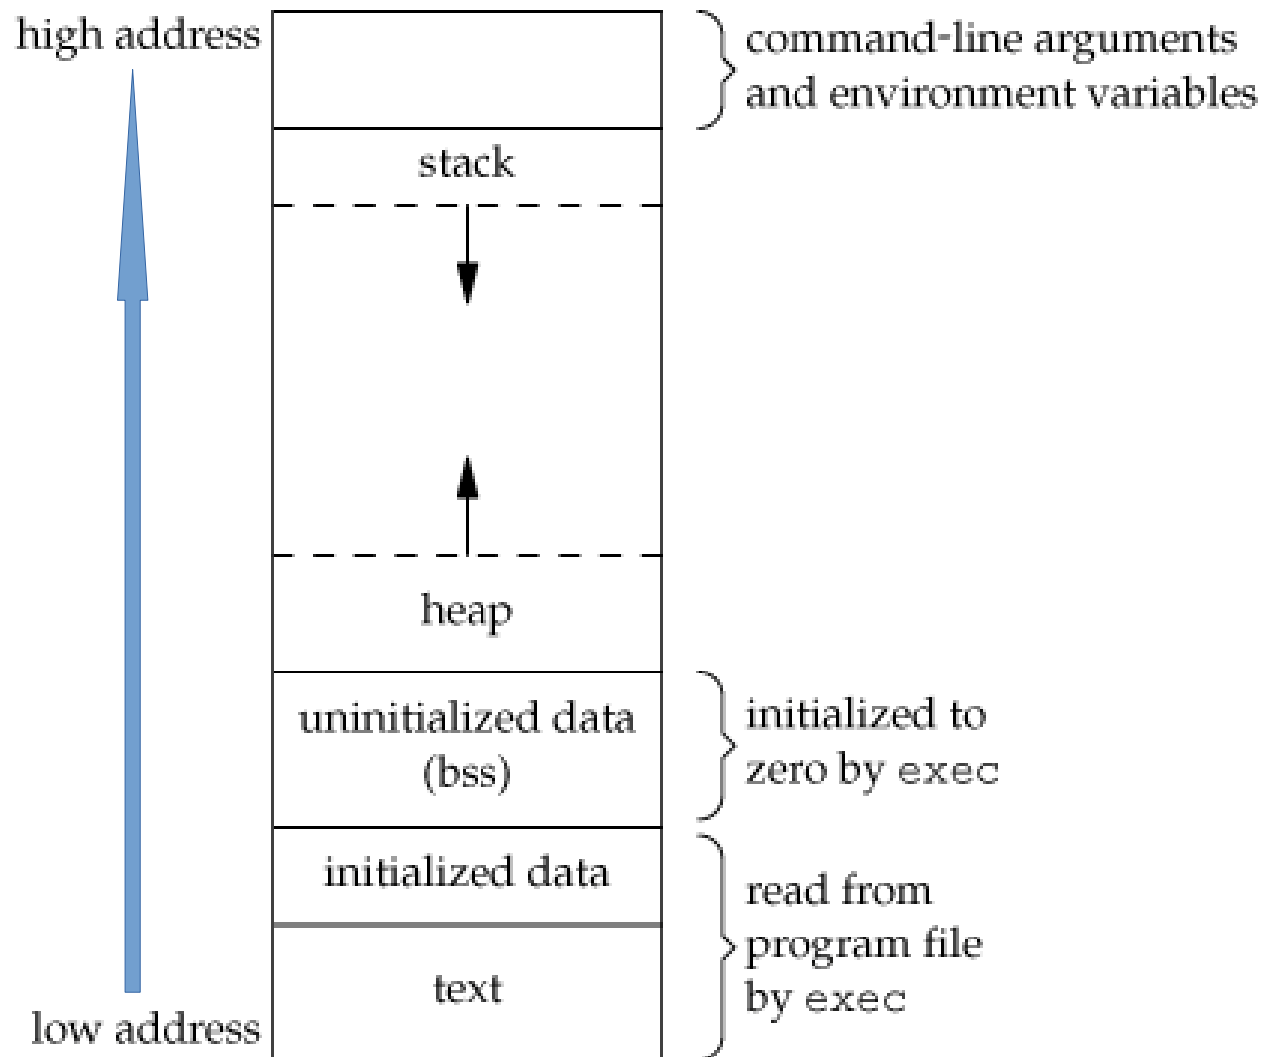 high address
command-line arguments
and environment variables
stack
heap
uninitialized data
(bss)
initialized to
zero by exec
initialized data
read from
program file
by exec
text
low address